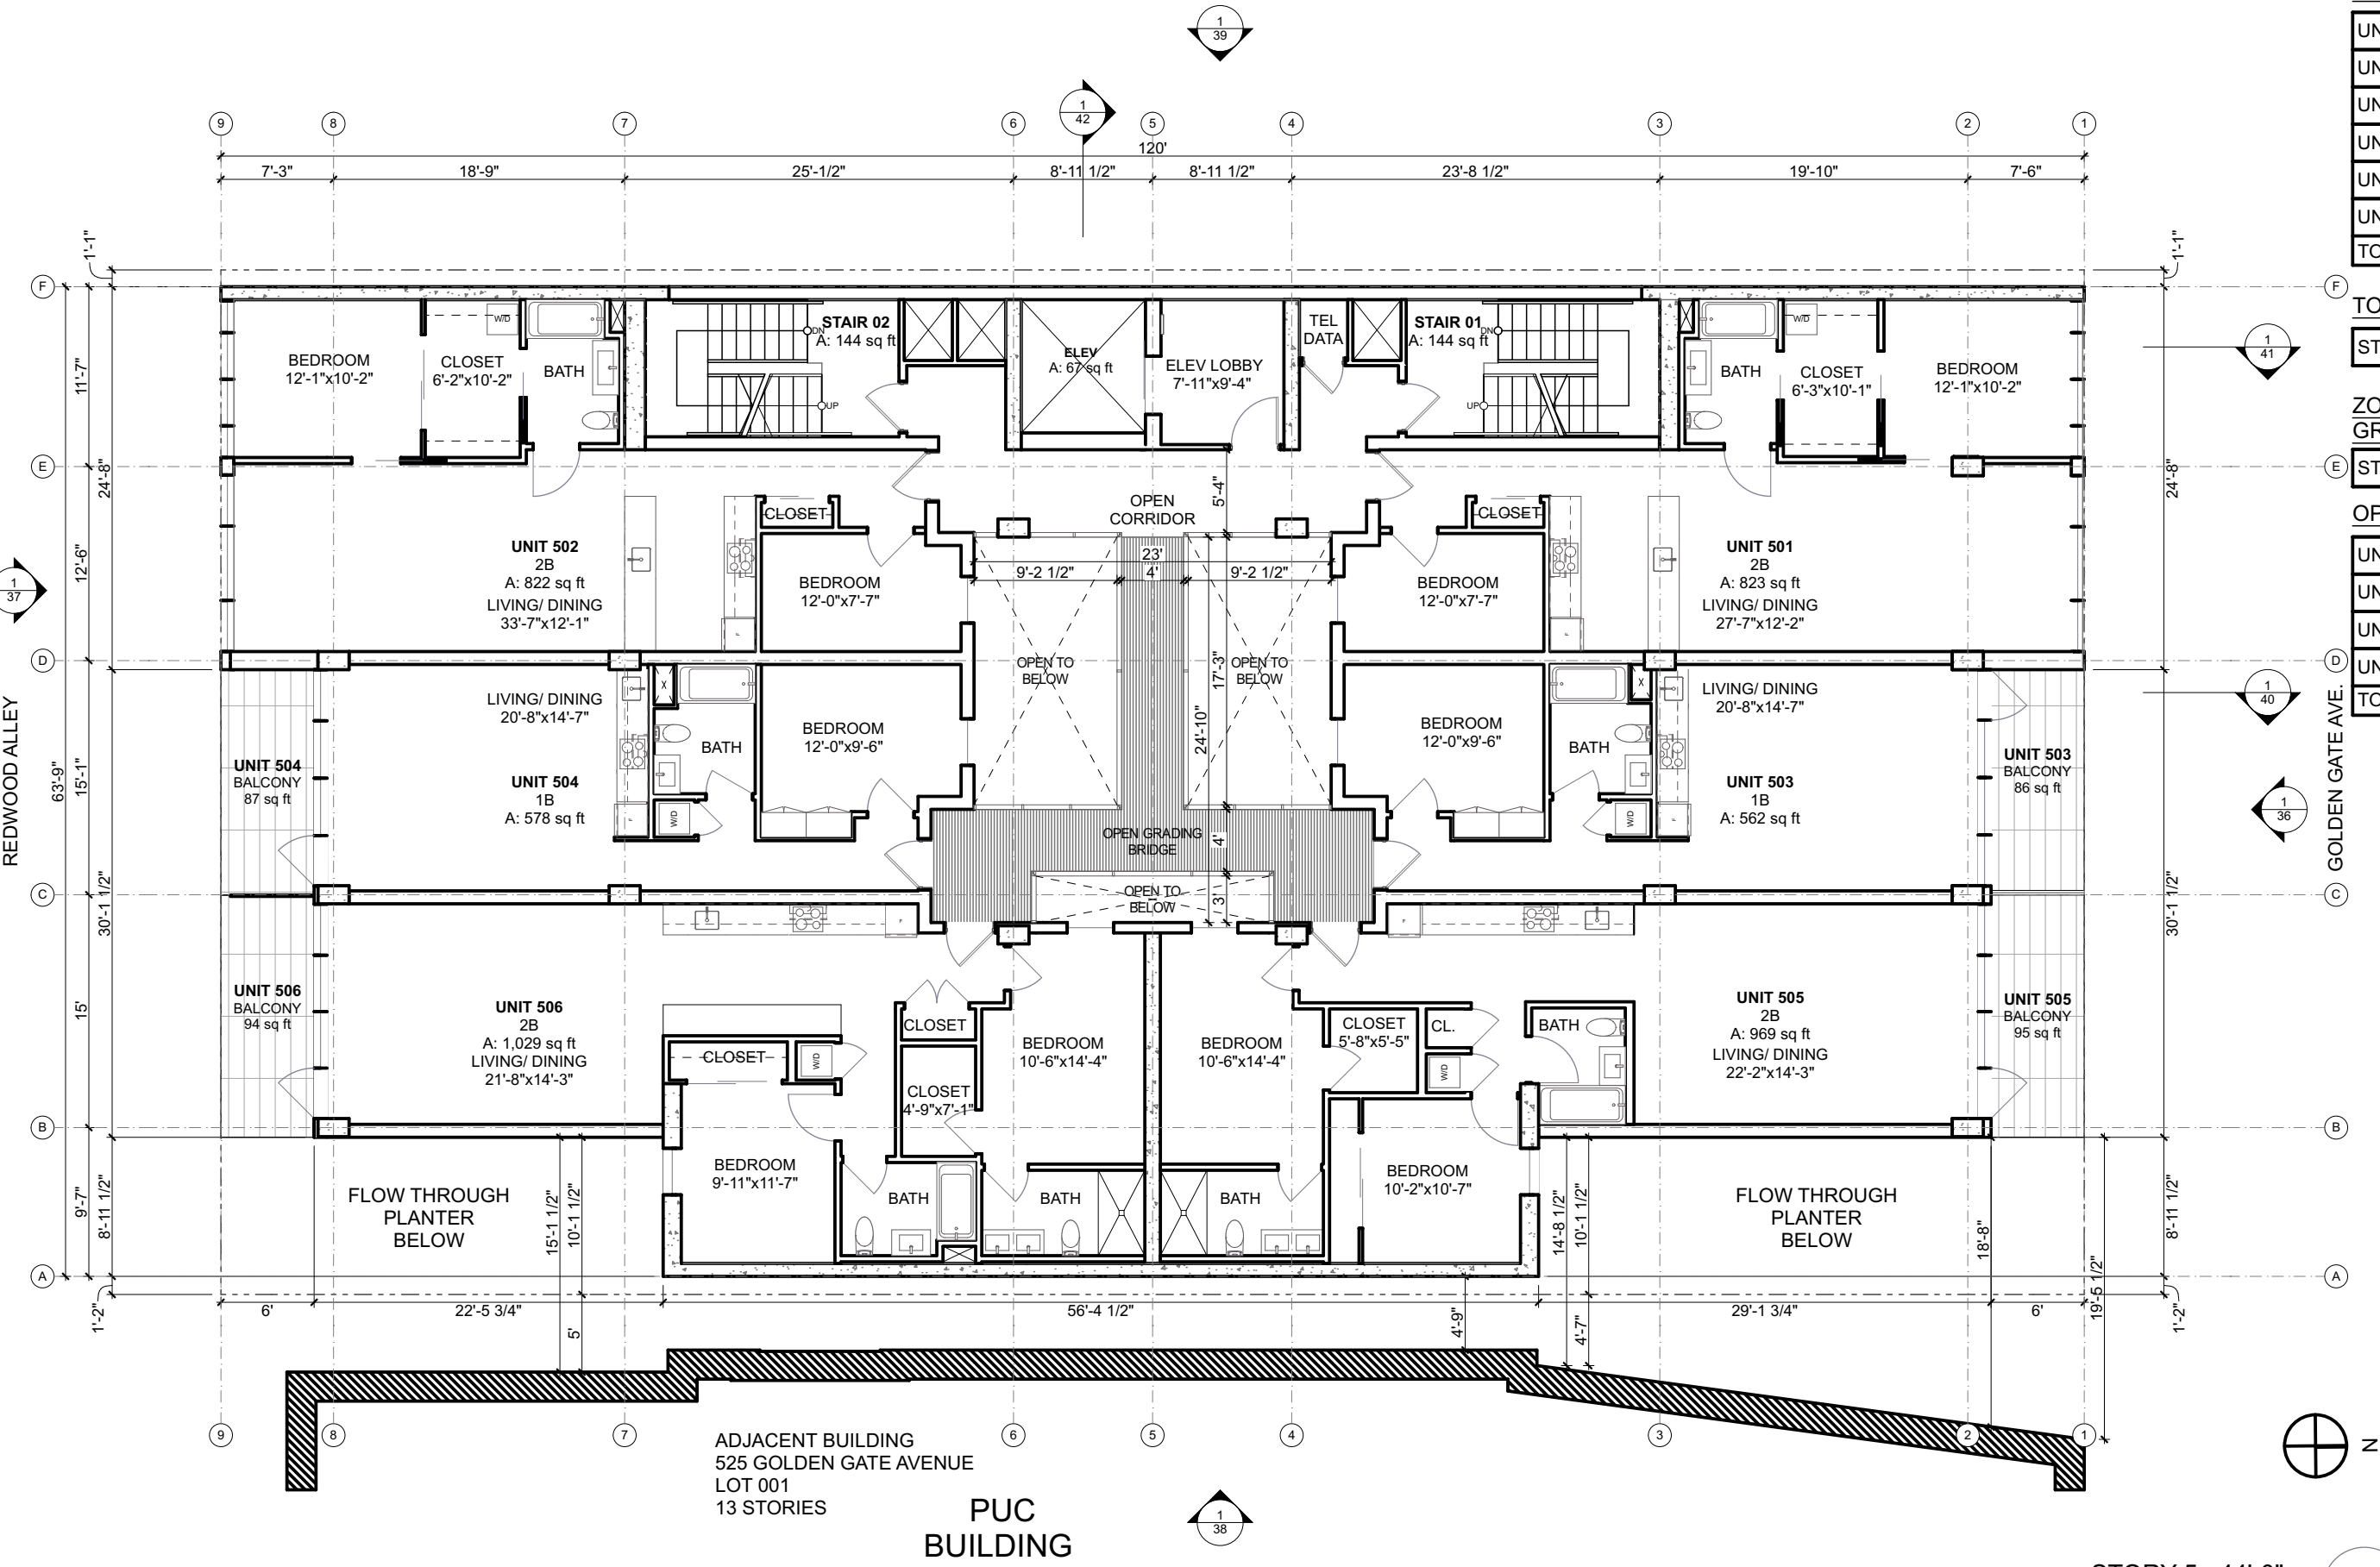 1
39
1
42
9
8
7
6
5
4
3
2
1
120'
7'-3"
18'-9"
25'-1/2"
8'-11 1/2"
8'-11 1/2"
23'-8 1/2"
19'-10"
7'-6"
1'-1"
1'-1"
F
F
STAIR 02
A: 144 sq ft
DN
UP
ELEV
A: 67 sq ft
ELEV LOBBY
7'-11"x9'-4"
TEL
DATA
STAIR 01
A: 144 sq ft
DN
UP
BEDROOM
12'-1"x10'-2"
CLOSET
6'-2"x10'-2"
W/D
BATH
BATH
W/D
CLOSET
6'-3"x10'-1"
BEDROOM
12'-1"x10'-2"
1
41
11'-7"
24'-8"
24'-8"
E
E
OPEN
CORRIDOR
5'-4"
CLOSET
CLOSET
UNIT 502
2B
A: 822 sq ft
LIVING/ DINING
33'-7"x12'-1"
F
BEDROOM
12'-0"x7'-7"
23'
9'-2 1/2"
4'
9'-2 1/2"
BEDROOM
12'-0"x7'-7"
F
UNIT 501
2B
A: 823 sq ft
LIVING/ DINING
27'-7"x12'-2"
12'-6"
1
37
D
D
OPEN TO
BELOW
OPEN TO
BELOW
17'-3"
24'-10"
1
40
REDWOOD ALLEY
GOLDEN GATE AVE.
63'-9"
15'-1"
LIVING/ DINING
20'-8"x14'-7"
UNIT 504
1B
A: 578 sq ft
UNIT 504
BALCONY
87 sq ft
BATH
W/D
F
BEDROOM
12'-0"x9'-6"
BEDROOM
12'-0"x9'-6"
BATH
W/D
F
LIVING/ DINING
20'-8"x14'-7"
UNIT 503
1B
A: 562 sq ft
UNIT 503
BALCONY
86 sq ft
1
36
OPEN GRADING
BRIDGE
4'
OPEN TO
BELOW
3'
C
C
30'-1 1/2"
30'-1 1/2"
15'
F
F
UNIT 506
BALCONY
94 sq ft
UNIT 506
2B
A: 1,029 sq ft
LIVING/ DINING
21'-8"x14'-3"
CLOSET
W/D
CLOSET
CLOSET
4'-9"x7'-1"
BEDROOM
10'-6"x14'-4"
BEDROOM
10'-6"x14'-4"
CLOSET
5'-8"x5'-5"
CL.
W/D
BATH
UNIT 505
2B
A: 969 sq ft
LIVING/ DINING
22'-2"x14'-3"
UNIT 505
BALCONY
95 sq ft
B
B
9'-7"
8'-11 1/2"
FLOW THROUGH
PLANTER
BELOW
15'-1 1/2"
10'-1 1/2"
BEDROOM
9'-11"x11'-7"
BATH
BATH
BATH
BEDROOM
10'-2"x10'-7"
14'-8 1/2"
10'-1 1/2"
FLOW THROUGH
PLANTER
BELOW
18'-8"
19'-5 1/2"
8'-11 1/2"
A
A
1'-2"
6'
22'-5 3/4"
56'-4 1/2"
29'-1 3/4"
6'
1'-2"
5'
4'-9"
4'-7"
9
8
7
6
5
4
3
2
1
ADJACENT BUILDING
525 GOLDEN GATE AVENUE
LOT 001
13 STORIES
PUC
BUILDING
1
38
N
UN
UN
UN
UN
UN
UN
TO
TO
ST
ZO
GR
ST
OP
UN
UN
UN
UN
TO